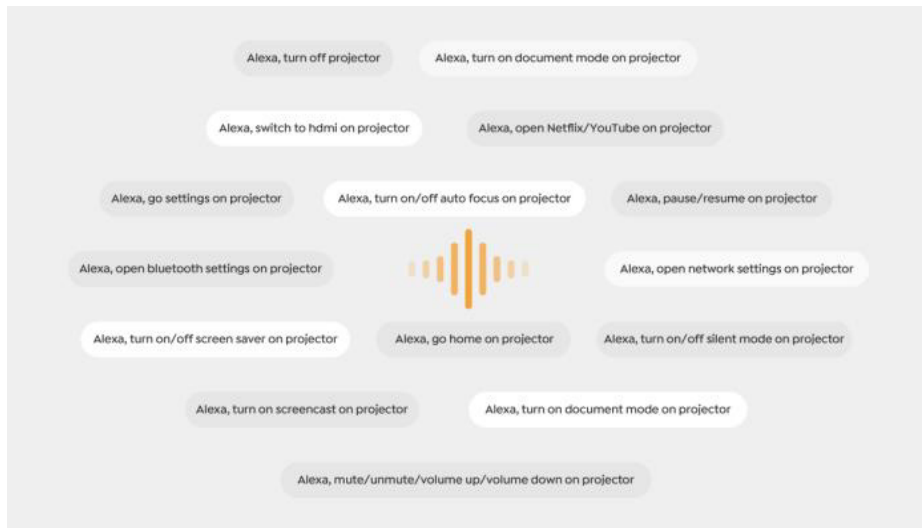 Alexa, turn off projector
Alexa, turn on document mode on projector
Alexa, switch to hdmi on projector
Alexa, open Netflix/YouTube on projector
Alexa, go settings on projector
Alexa, turn on/off auto focus on projector
Alexa, pause/resume on projector
Alexa, open bluetooth settings on projector
Alexa, open network settings on projector
Alexa, turn on/off screen saver on projector
Alexa, go home on projector
Alexa, turn on/off silent mode on projector
Alexa, turn on screencast on projector
Alexa, turn on document mode on projector
Alexa, mute/unmute/volume up/volume down on projector